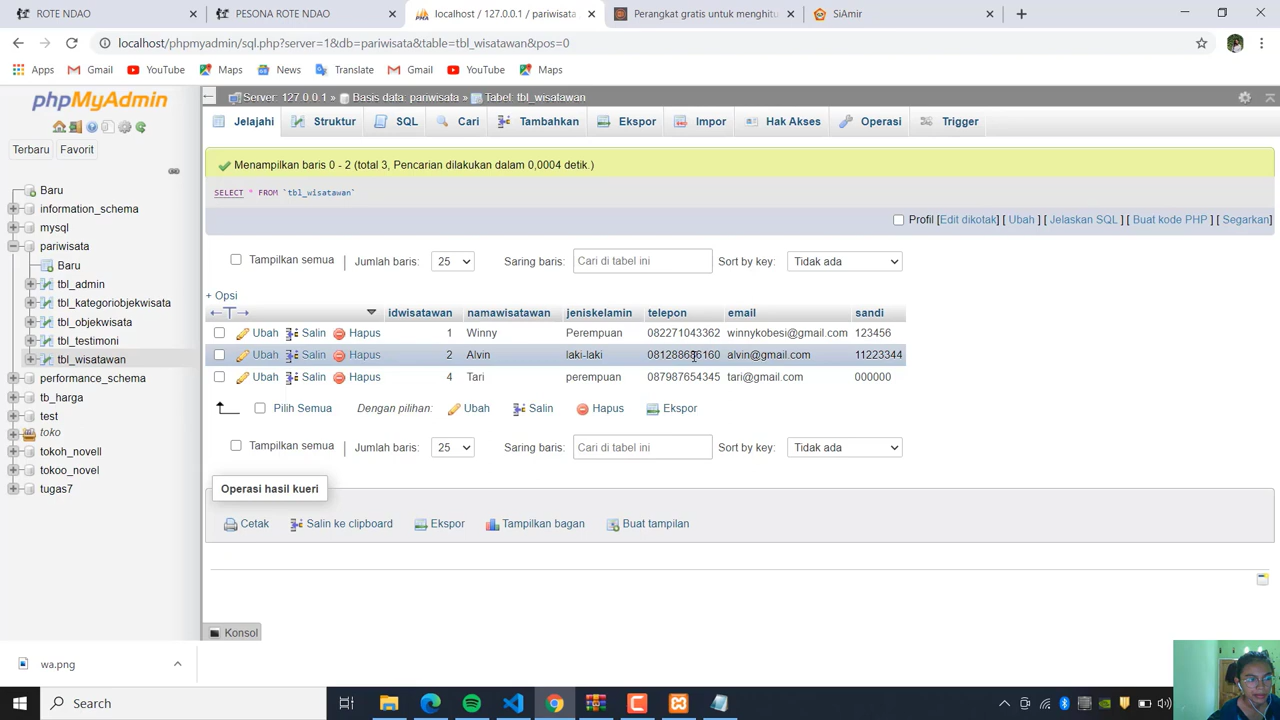 ROTE NDAO
PESONA ROTE NDAO
localhost / 127.0.0.1 / pariwisata
Perangkat gratis untuk menghitu
SiAmir
localhost/phpmyadmin/sql.php?server=1&db=pariwisata&table=tbl_wisatawan&pos=0
Apps Gmail YouTube Maps News Translate Gmail YouTube Maps
phpMyAdmin
Terbaru Favorit
Baru
information_schema
mysql
pariwisata
Baru
tbl_admin
tbl_kategoriobjekwisata
tbl_objekwisata
tbl_testimoni
tbl_wisatawan
performance_schema
tb_harga
test
toko
tokoh_novell
tokoo_novel
tugas7
Server: 127.0.0.1 » Basis data: pariwisata » Tabel: tbl_wisatawan
Jelajahi Struktur SQL Cari Tambahkan Ekspor Impor Hak Akses Operasi Trigger
Menampilkan baris 0 - 2 (total 3, Pencarian dilakukan dalam 0,0004 detik.)
SELECT * FROM `tbl_wisatawan`
Profil [Edit dikotak] [ Ubah ] [ Jelaskan SQL ] [ Buat kode PHP ] [ Segarkan]
Tampilkan semua | Jumlah baris: 25 Saring baris: Cari di tabel ini Sort by key: Tidak ada
+ Opsi
←T→ idwisatawan namawisatawan jeniskelamin telepon email sandi
Ubah Salin Hapus 1 Winny Perempuan 082271043362 winnykobesi@gmail.com 123456
Ubah Salin Hapus 2 Alvin laki-laki 081288686160 alvin@gmail.com 11223344
Ubah Salin Hapus 4 Tari perempuan 087987654345 tari@gmail.com 000000
Pilih Semua Dengan pilihan: Ubah Salin Hapus Ekspor
Tampilkan semua | Jumlah baris: 25 Saring baris: Cari di tabel ini Sort by key: Tidak ada
Operasi hasil kueri
Cetak Salin ke clipboard Ekspor Tampilkan bagan Buat tampilan
Konsol
wa.png
Search